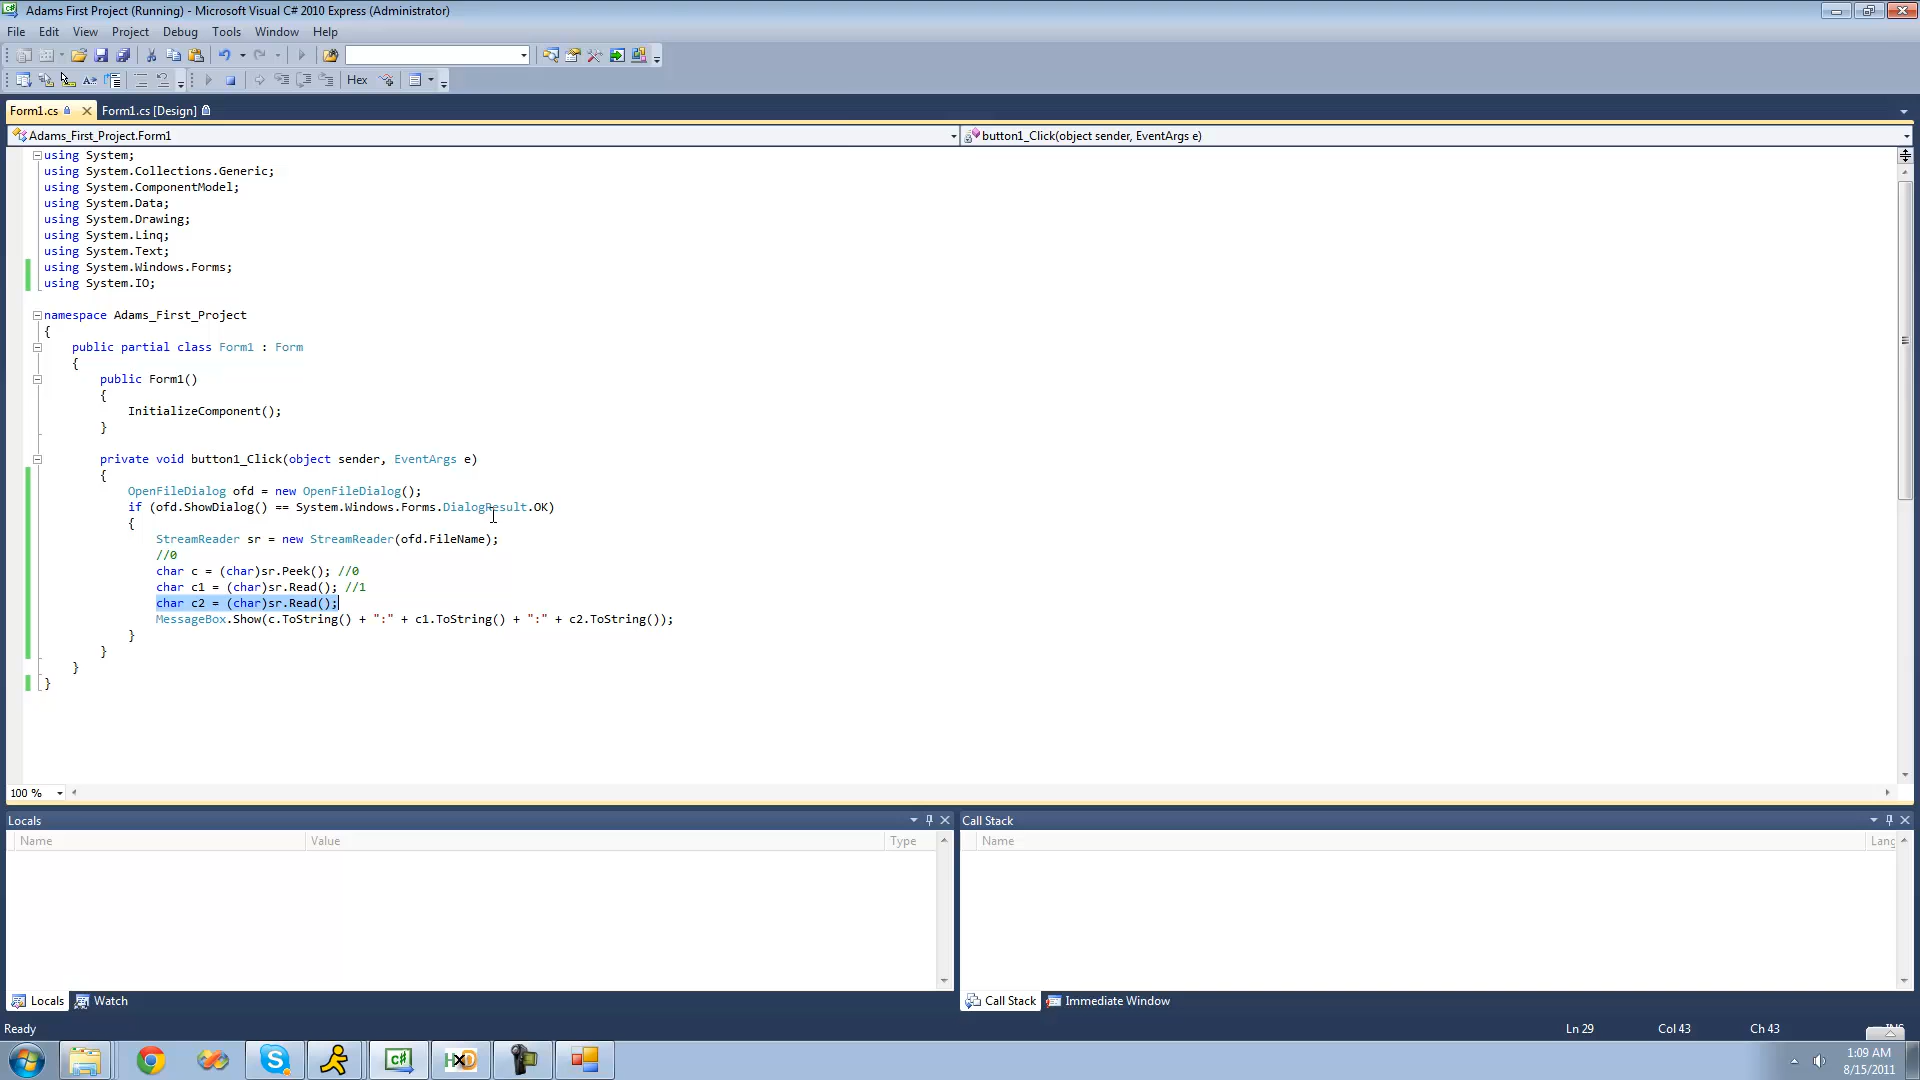 Adams First Project (Running) - Microsoft Visual C# 2010 Express (Administrator)
File Edit View Project Debug Tools Window Help
Hex
Form1.cs Form1.cs [Design]
Adams_First_Project.Form1 button1_Click(object sender, EventArgs e)
using System;
using System.Collections.Generic;
using System.ComponentModel;
using System.Data;
using System.Drawing;
using System.Linq;
using System.Text;
using System.Windows.Forms;
using System.IO;
namespace Adams_First_Project
{
public partial class Form1 : Form
{
public Form1()
{
InitializeComponent();
}
private void button1_Click(object sender, EventArgs e)
{
OpenFileDialog ofd = new OpenFileDialog();
if (ofd.ShowDialog() == System.Windows.Forms.DialogResult.OK)
{
StreamReader sr = new StreamReader(ofd.FileName);
//0
char c = (char)sr.Peek(); //0
char c1 = (char)sr.Read(); //1
char c2 = (char)sr.Read();
MessageBox.Show(c.ToString() + ":" + c1.ToString() + ":" + c2.ToString());
}
}
}
}
100 %
Locals Call Stack
Name Value Type Name Lang
Locals Watch Call Stack Immediate Window
Ready Ln 29 Col 43 Ch 43
1:09 AM
8/15/2011